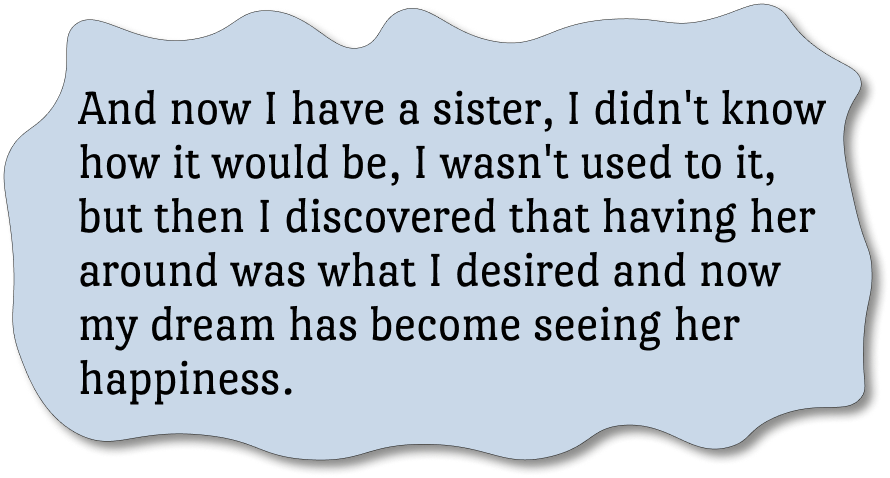 And now I have a sister, I didn't know
how it would be, I wasn't used to it,
but then I discovered that having her
around was what I desired and now
my dream has become seeing her
happiness.